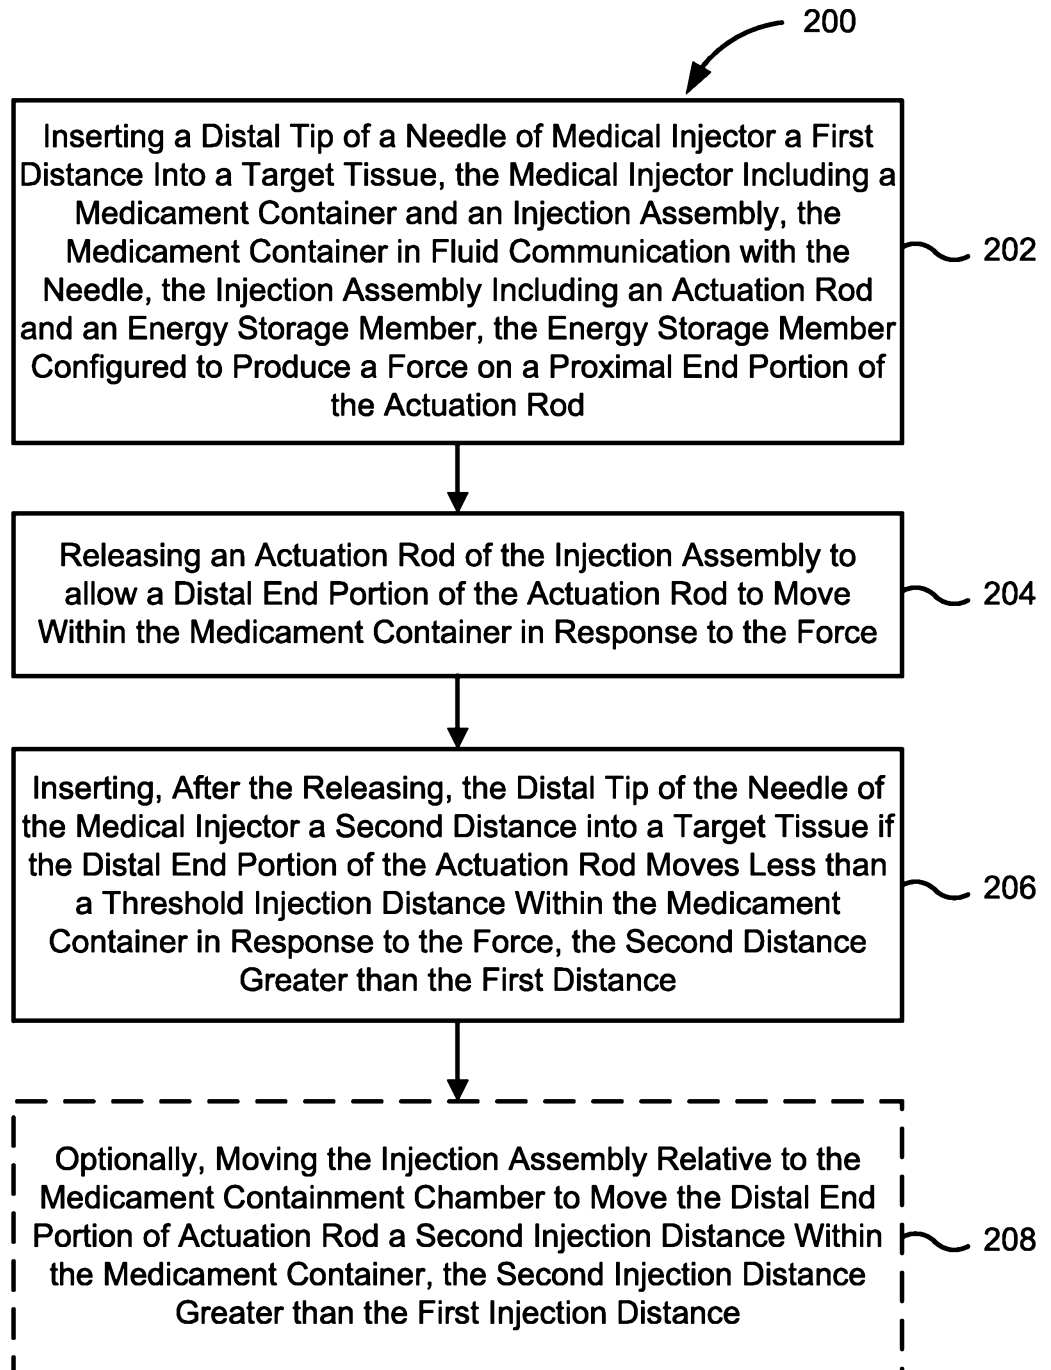 200
Inserting a Distal Tip of a Needle of Medical Injector a First
Distance Into a Target Tissue, the Medical Injector Including a
Medicament Container and an Injection Assembly, the
Medicament Container in Fluid Communication with the
Needle, the Injection Assembly Including an Actuation Rod
and an Energy Storage Member, the Energy Storage Member
Configured to Produce a Force on a Proximal End Portion of
the Actuation Rod
202
Releasing an Actuation Rod of the Injection Assembly to
allow a Distal End Portion of the Actuation Rod to Move
Within the Medicament Container in Response to the Force
204
Inserting, After the Releasing, the Distal Tip of the Needle of
the Medical Injector a Second Distance into a Target Tissue if
the Distal End Portion of the Actuation Rod Moves Less than
a Threshold Injection Distance Within the Medicament
Container in Response to the Force, the Second Distance
Greater than the First Distance
206
Optionally, Moving the Injection Assembly Relative to the
Medicament Containment Chamber to Move the Distal End
Portion of Actuation Rod a Second Injection Distance Within
the Medicament Container, the Second Injection Distance
Greater than the First Injection Distance
208